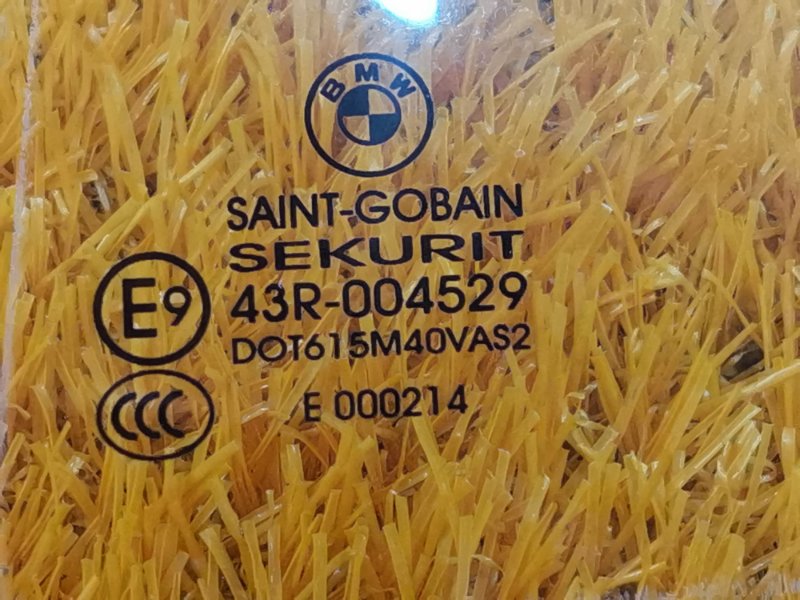 BMW
SAINT-GOBAIN
SEKURIT
E9 43R-004529
DOT615M40VAS2
CCC E 000214